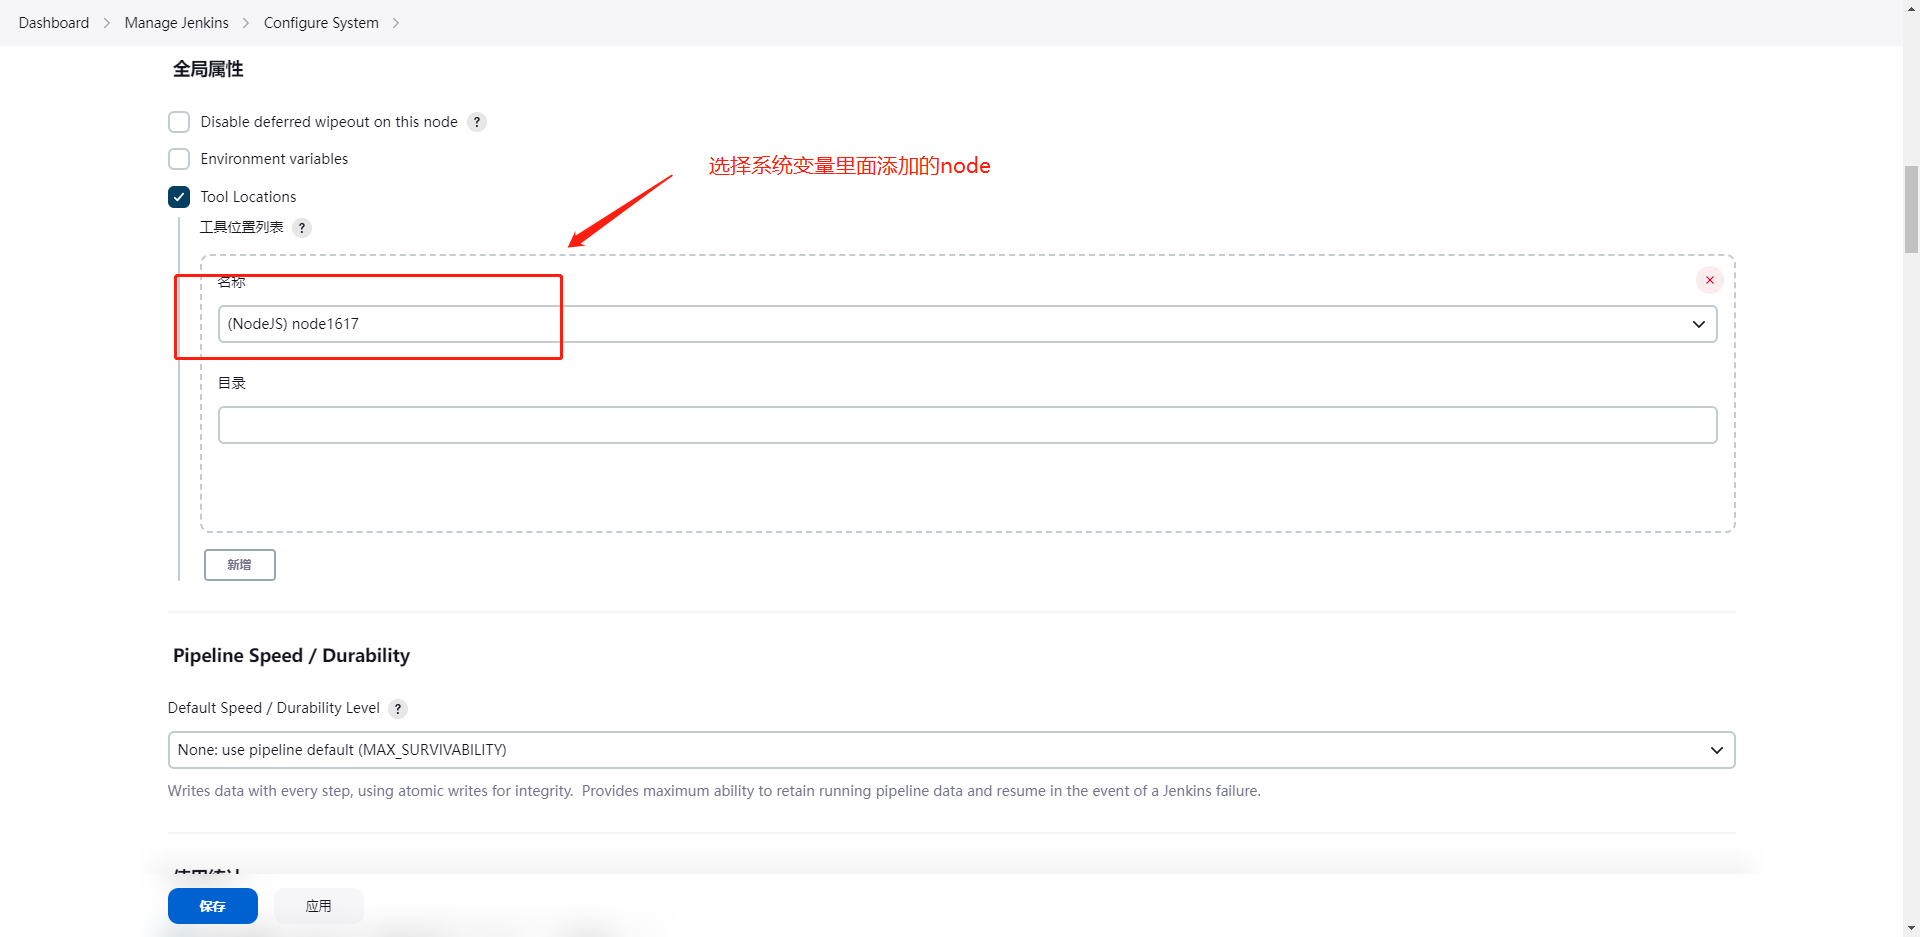 Dashboard
Manage Jenkins
Configure System
全局属性
Disable deferred wipeout on this node ?
Environment variables
选择系统变量里面添加的node
Tool Locations
工具位置列表 ?
名称
(NodeJS) node1617
目录
新增
Pipeline Speed / Durability
Default Speed / Durability Level ?
None: use pipeline default (MAX_SURVIVABILITY)
Writes data with every step, using atomic writes for integrity.  Provides maximum ability to retain running pipeline data and resume in the event of a Jenkins failure.
使用统计
保存
应用